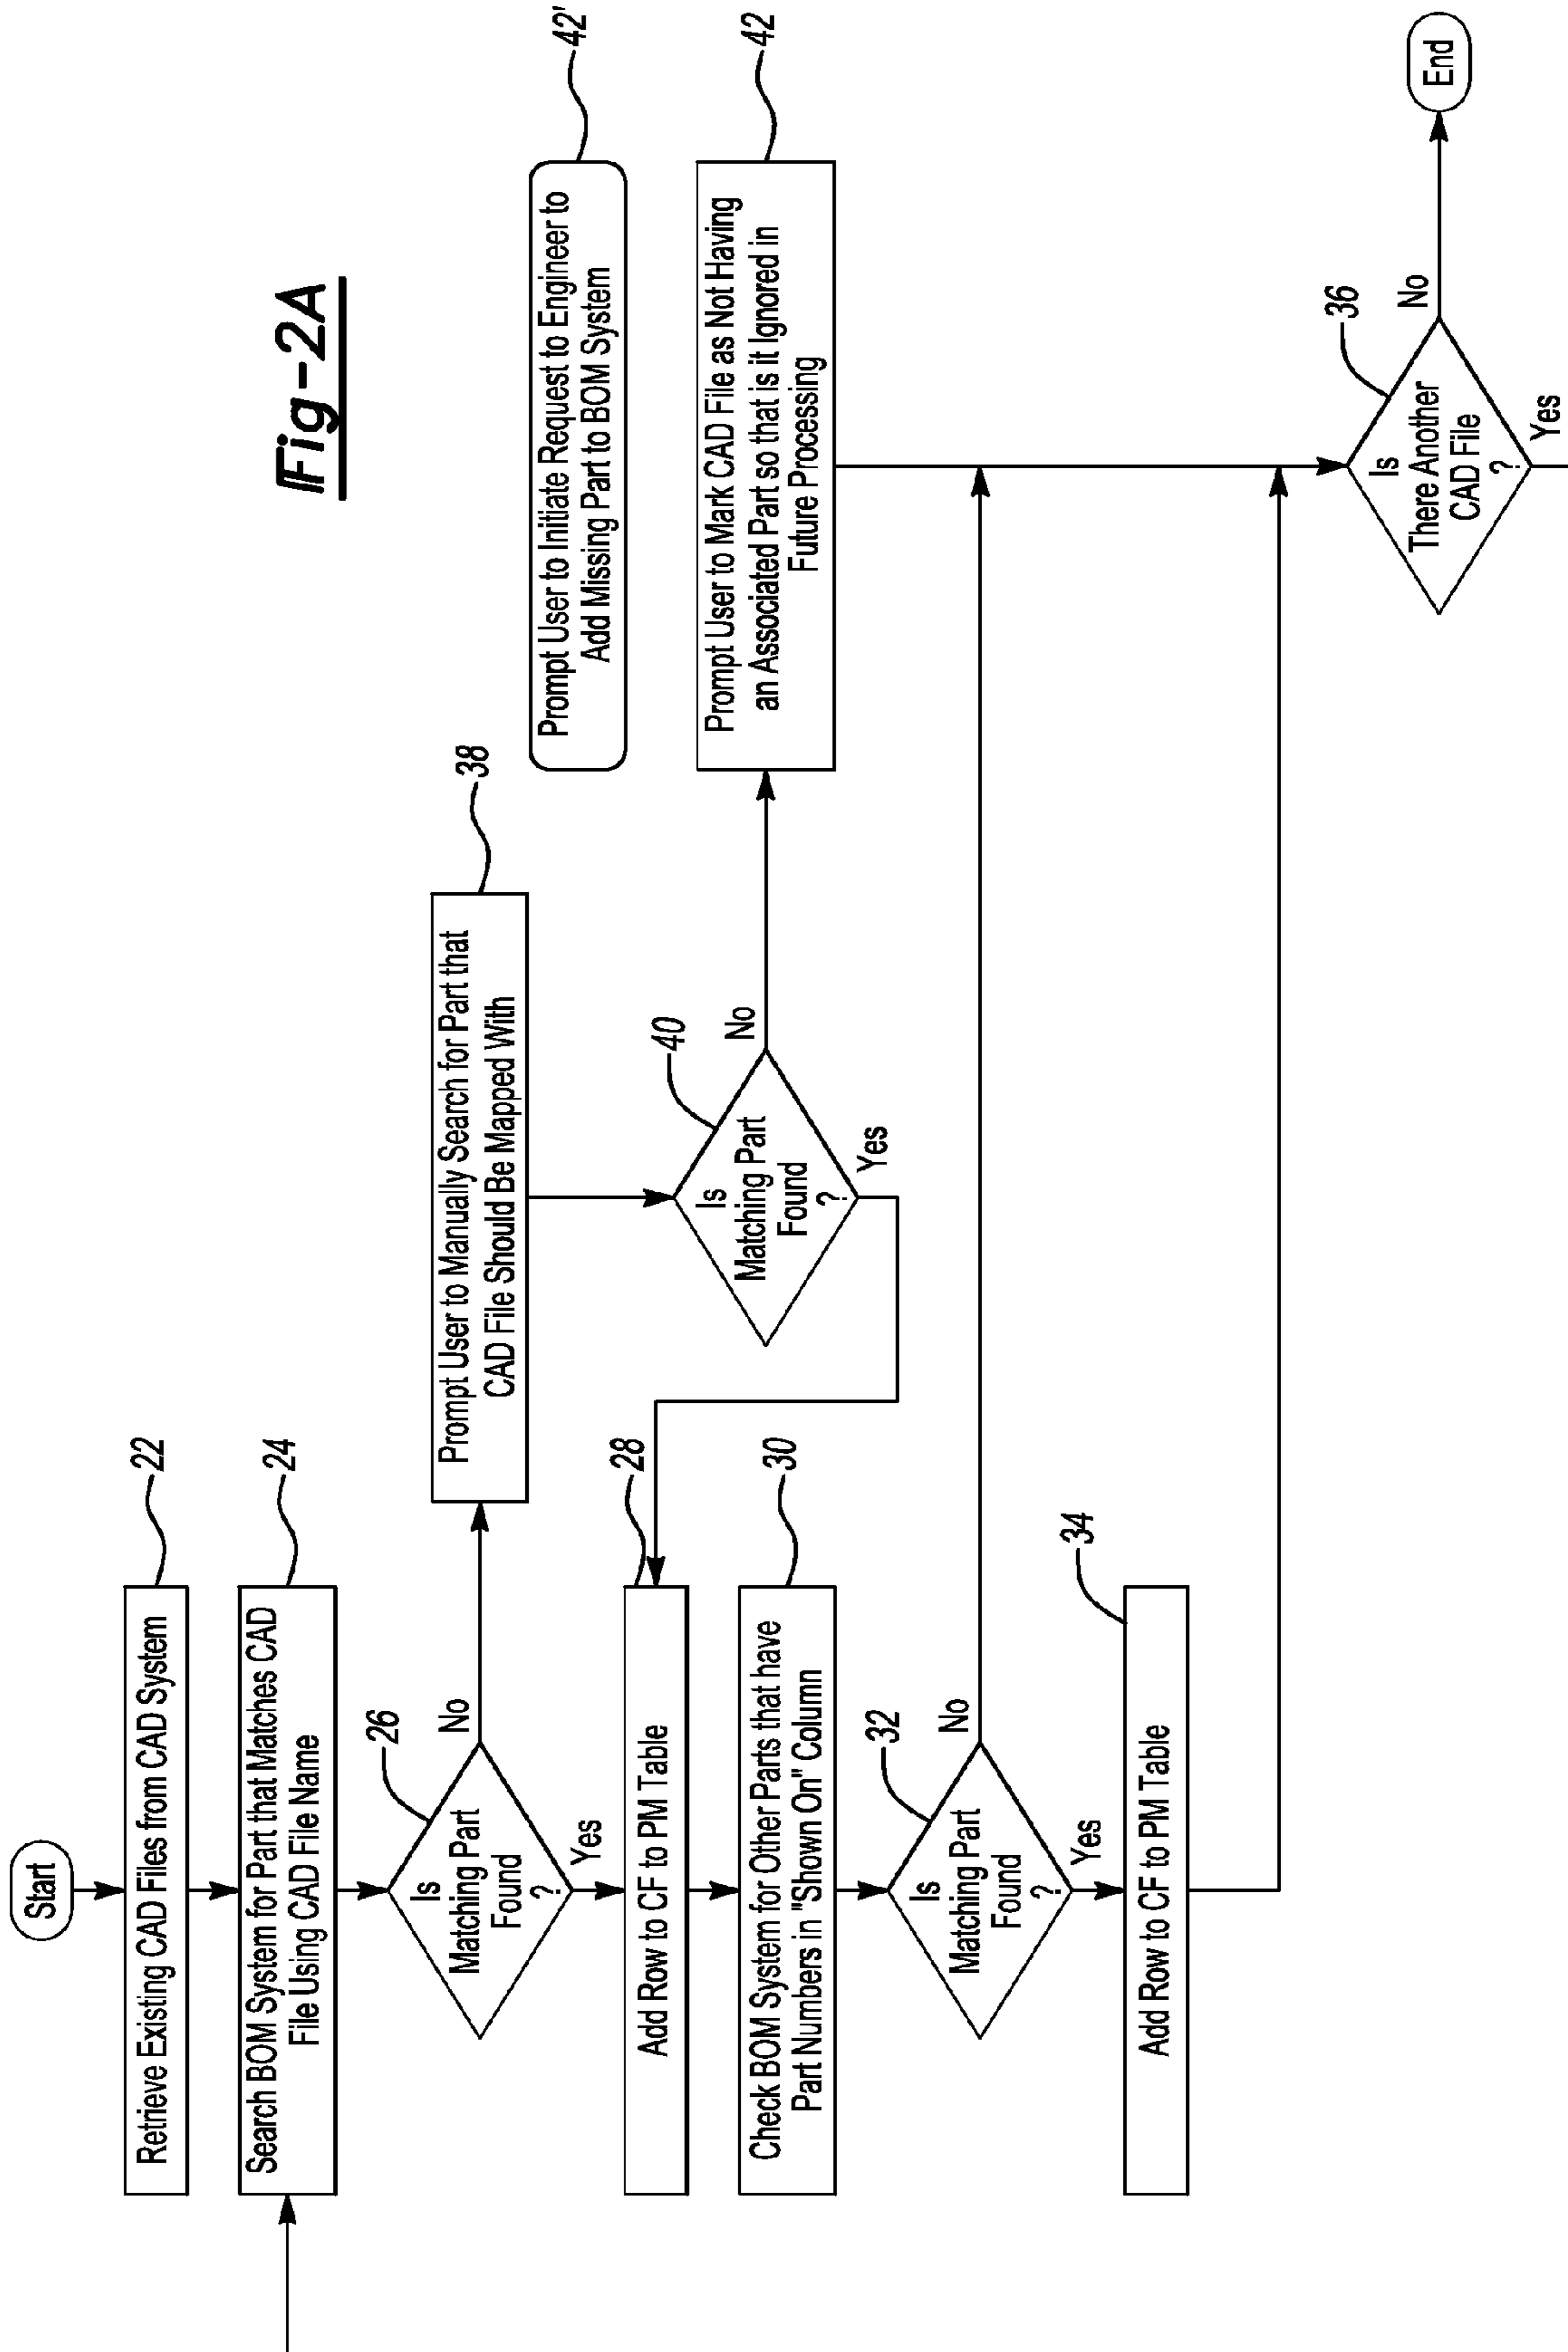 Fig-2A
Start
Retrieve Existing CAD Files from CAD System
22
Search BOM System for Part that Matches CAD
File Using CAD File Name
24
Is
Matching Part
Found
?
26
No
Yes
Prompt User to Manually Search for Part that
CAD File Should Be Mapped With
38
Is
Matching Part
Found
?
40
No
Yes
Prompt User to Initiate Request to Engineer to
Add Missing Part to BOM System
42'
Prompt User to Mark CAD File as Not Having
an Associated Part so that is it Ignored in
Future Processing
42
Add Row to CF to PM Table
28
Check BOM System for Other Parts that have
Part Numbers in "Shown On" Column
30
Is
Matching Part
Found
?
32
No
Yes
Add Row to CF to PM Table
34
Is
There Another
CAD File
?
36
No
Yes
End